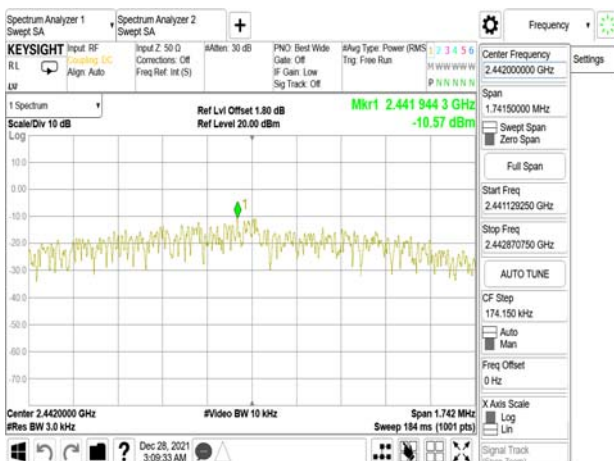 Spectrum Analyzer 1
Swept SA
Spectrum Analyzer 2
Swept SA
+
Frequency
KEYSIGHT
RL
Input: RF
Coupling: DC
Align: Auto
Input Z: 50 Ω
Corrections: Off
Freq Ref: Int (S)
#Atten: 30 dB
PNO: Best Wide
Gate: Off
IF Gain: Low
Sig Track: Off
#Avg Type: Power (RMS
Trig: Free Run
1 2 3 4 5 6
M W W W W W
P N N N N N
1 Spectrum
Scale/Div 10 dB
Log
Ref Lvl Offset 1.80 dB
Ref Level 20.00 dBm
Mkr1 2.441 944 3 GHz
-10.57 dBm
10.0
0.00
-10.0
-20.0
-30.0
-40.0
-50.0
-60.0
-70.0
1
Center 2.4420000 GHz
#Res BW 3.0 kHz
#Video BW 10 kHz
Span 1.742 MHz
Sweep 184 ms (1001 pts)
Dec 28, 2021
3:09:33 AM
?
Center Frequency
2.442000000 GHz
Settings
Span
1.74150000 MHz
Swept Span
Zero Span
Full Span
Start Freq
2.441129250 GHz
Stop Freq
2.442870750 GHz
AUTO TUNE
CF Step
174.150 kHz
Auto
Man
Freq Offset
0 Hz
X Axis Scale
Log
Lin
Signal Track